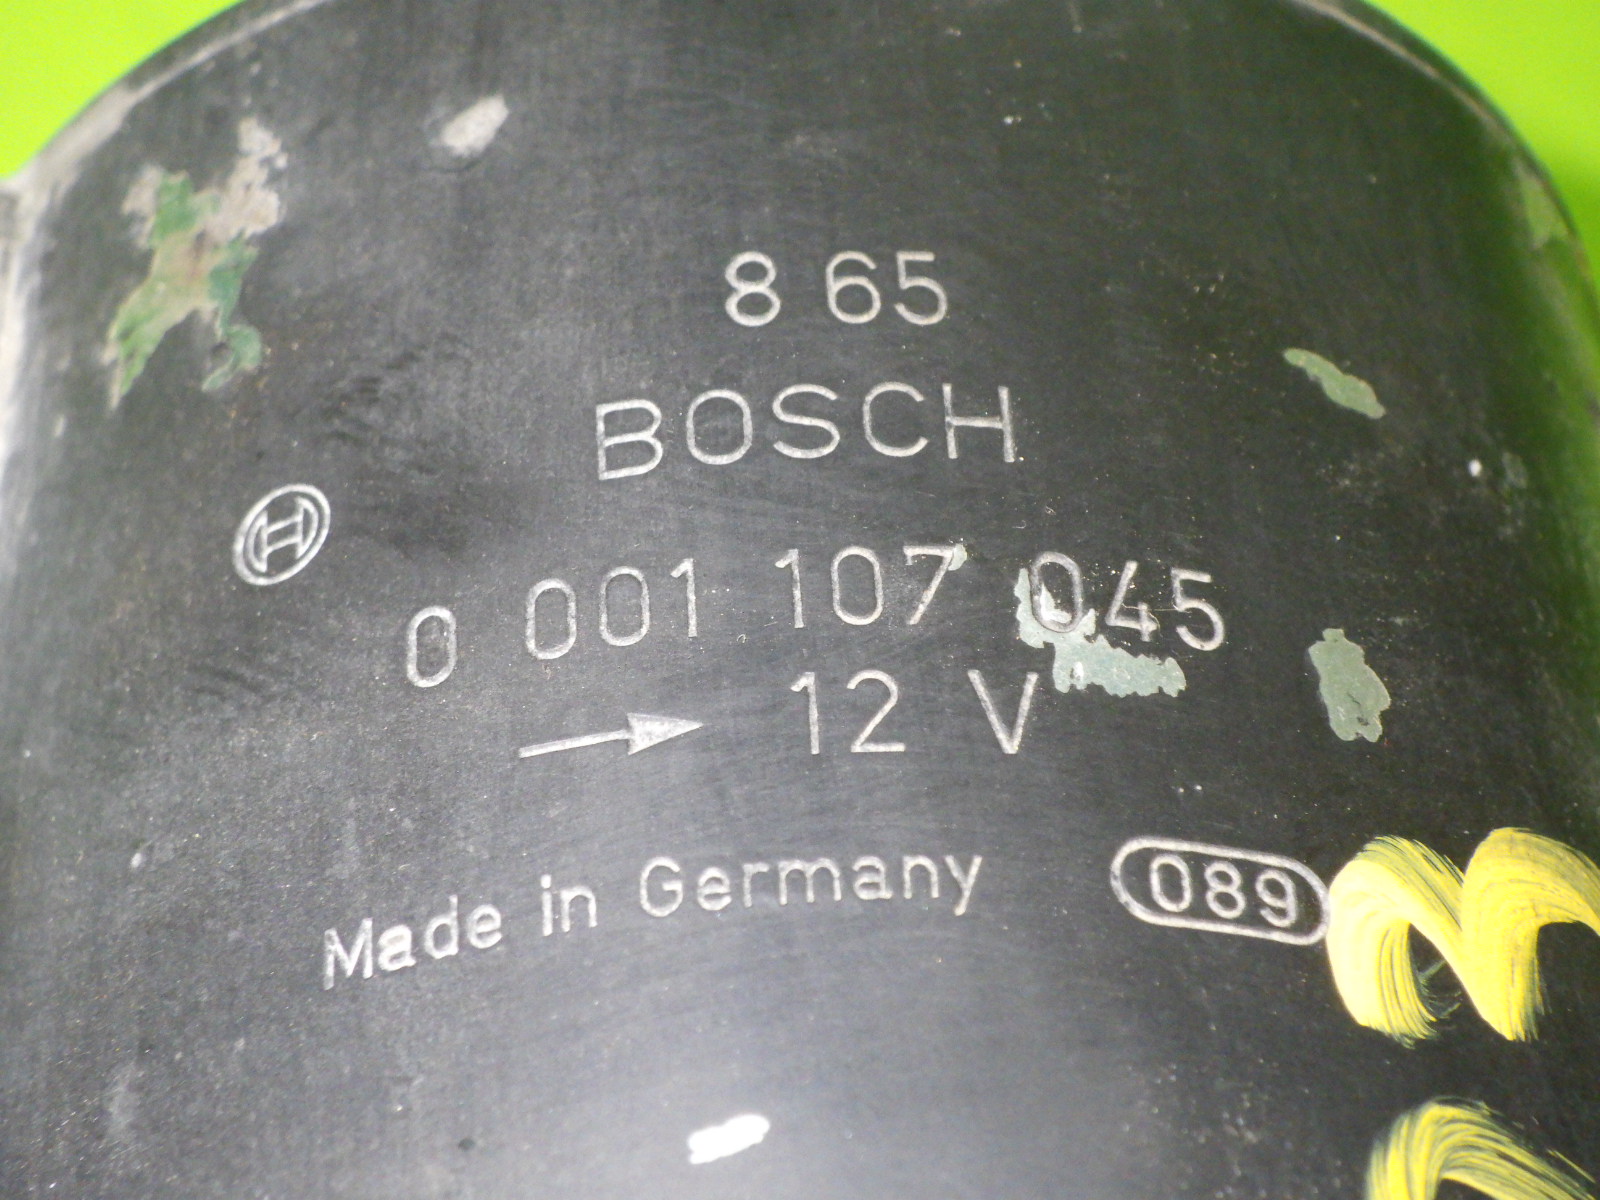 8 65
BOSCH
0 001 107 045
→ 12 V
Made in Germany 089